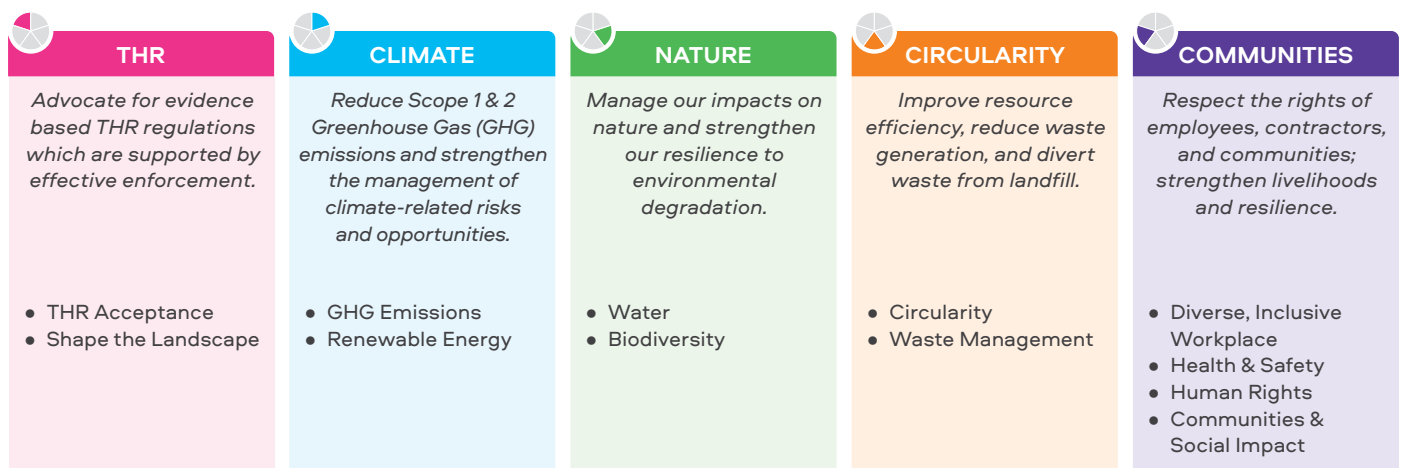 THR
Advocate for evidence
based THR regulations
which are supported by
effective enforcement.
● THR Acceptance
● Shape the Landscape
CLIMATE
Reduce Scope 1 & 2
Greenhouse Gas (GHG)
emissions and strengthen
the management of
climate-related risks
and opportunities.
● GHG Emissions
● Renewable Energy
NATURE
Manage our impacts on
nature and strengthen
our resilience to
environmental
degradation.
● Water
● Biodiversity
CIRCULARITY
Improve resource
efficiency, reduce waste
generation, and divert
waste from landfill.
● Circularity
● Waste Management
COMMUNITIES
Respect the rights of
employees, contractors,
and communities;
strengthen livelihoods
and resilience.
● Diverse, Inclusive
Workplace
● Health & Safety
● Human Rights
● Communities &
Social Impact